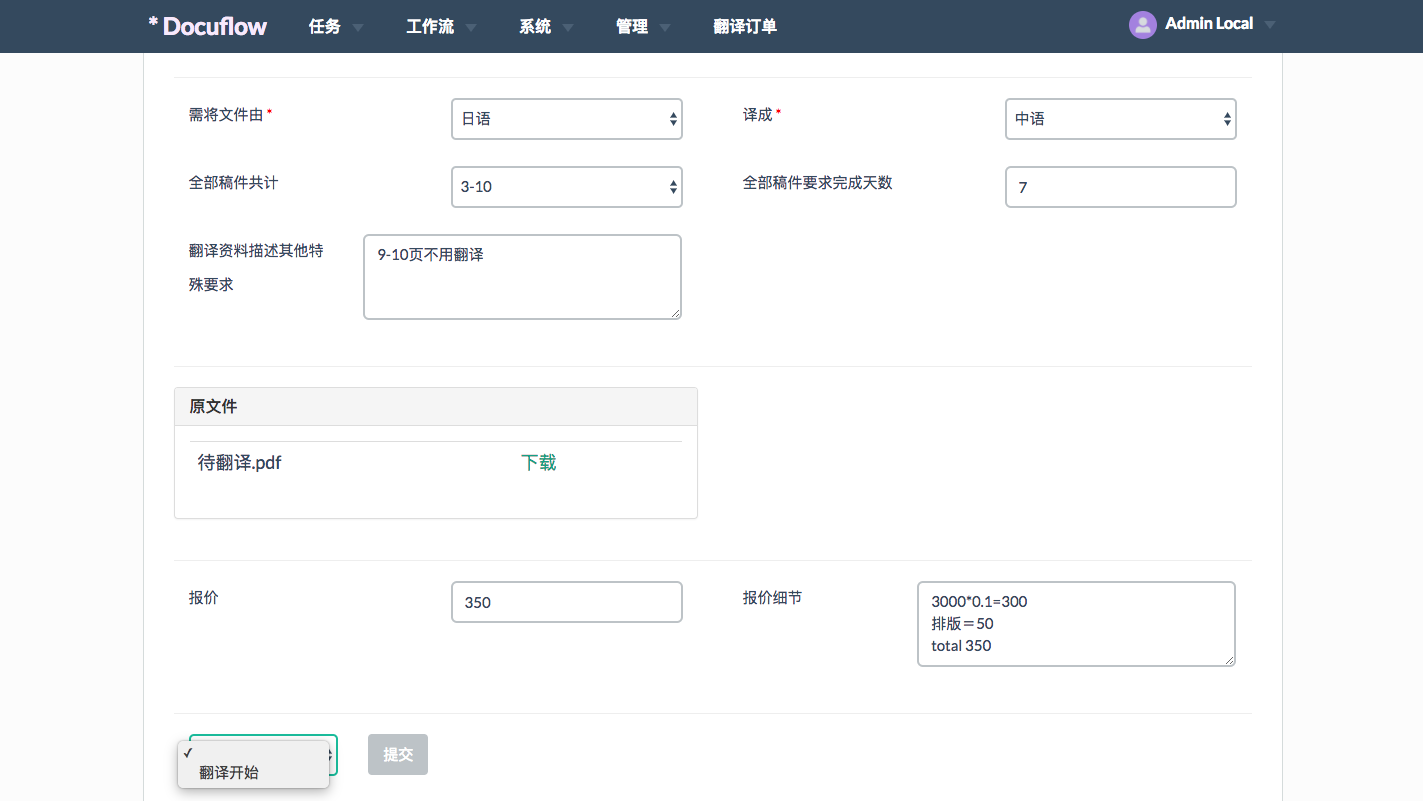 * Docuflow 任务 工作流 系统 管理 翻译订单 Admin Local
需将文件由 * 日语 译成 * 中语
全部稿件共计 3-10 全部稿件要求完成天数 7
翻译资料描述其他特
殊要求
9-10页不用翻译
原文件
待翻译.pdf 下载
报价 350 报价细节
3000*0.1=300
排版＝50
total 350
✓
翻译开始
提交